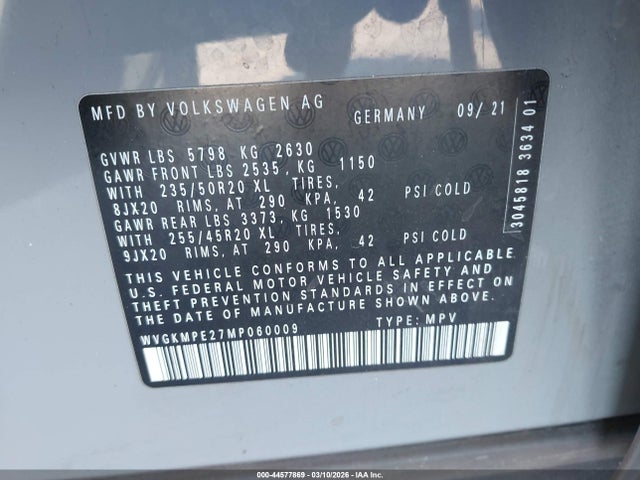 MFD BY VOLKSWAGEN AG GERMANY 09/ 21
GVWR LBS 5798 KG 2630
GAWR FRONT LBS 2535, KG 1150
WITH 235/50R20 XL TIRES,
8JX20 RIMS, AT 290 KPA, 42 PSI COLD
GAWR REAR LBS 3373, KG 1530
WITH 255/45R20 XL TIRES,
9JX20 RIMS, AT 290 KPA, 42 PSI COLD
THIS VEHICLE CONFORMS TO ALL APPLICABLE
U.S. FEDERAL MOTOR VEHICLE SAFETY AND
THEFT PREVENTION STANDARDS IN EFFECT ON
THE DATE OF MANUFACTURE SHOWN ABOVE.
WVGKMPE27MP060009 TYPE: MPV
3045818 3634 01
000-44577869 - 03/10/2026 - IAA Inc.